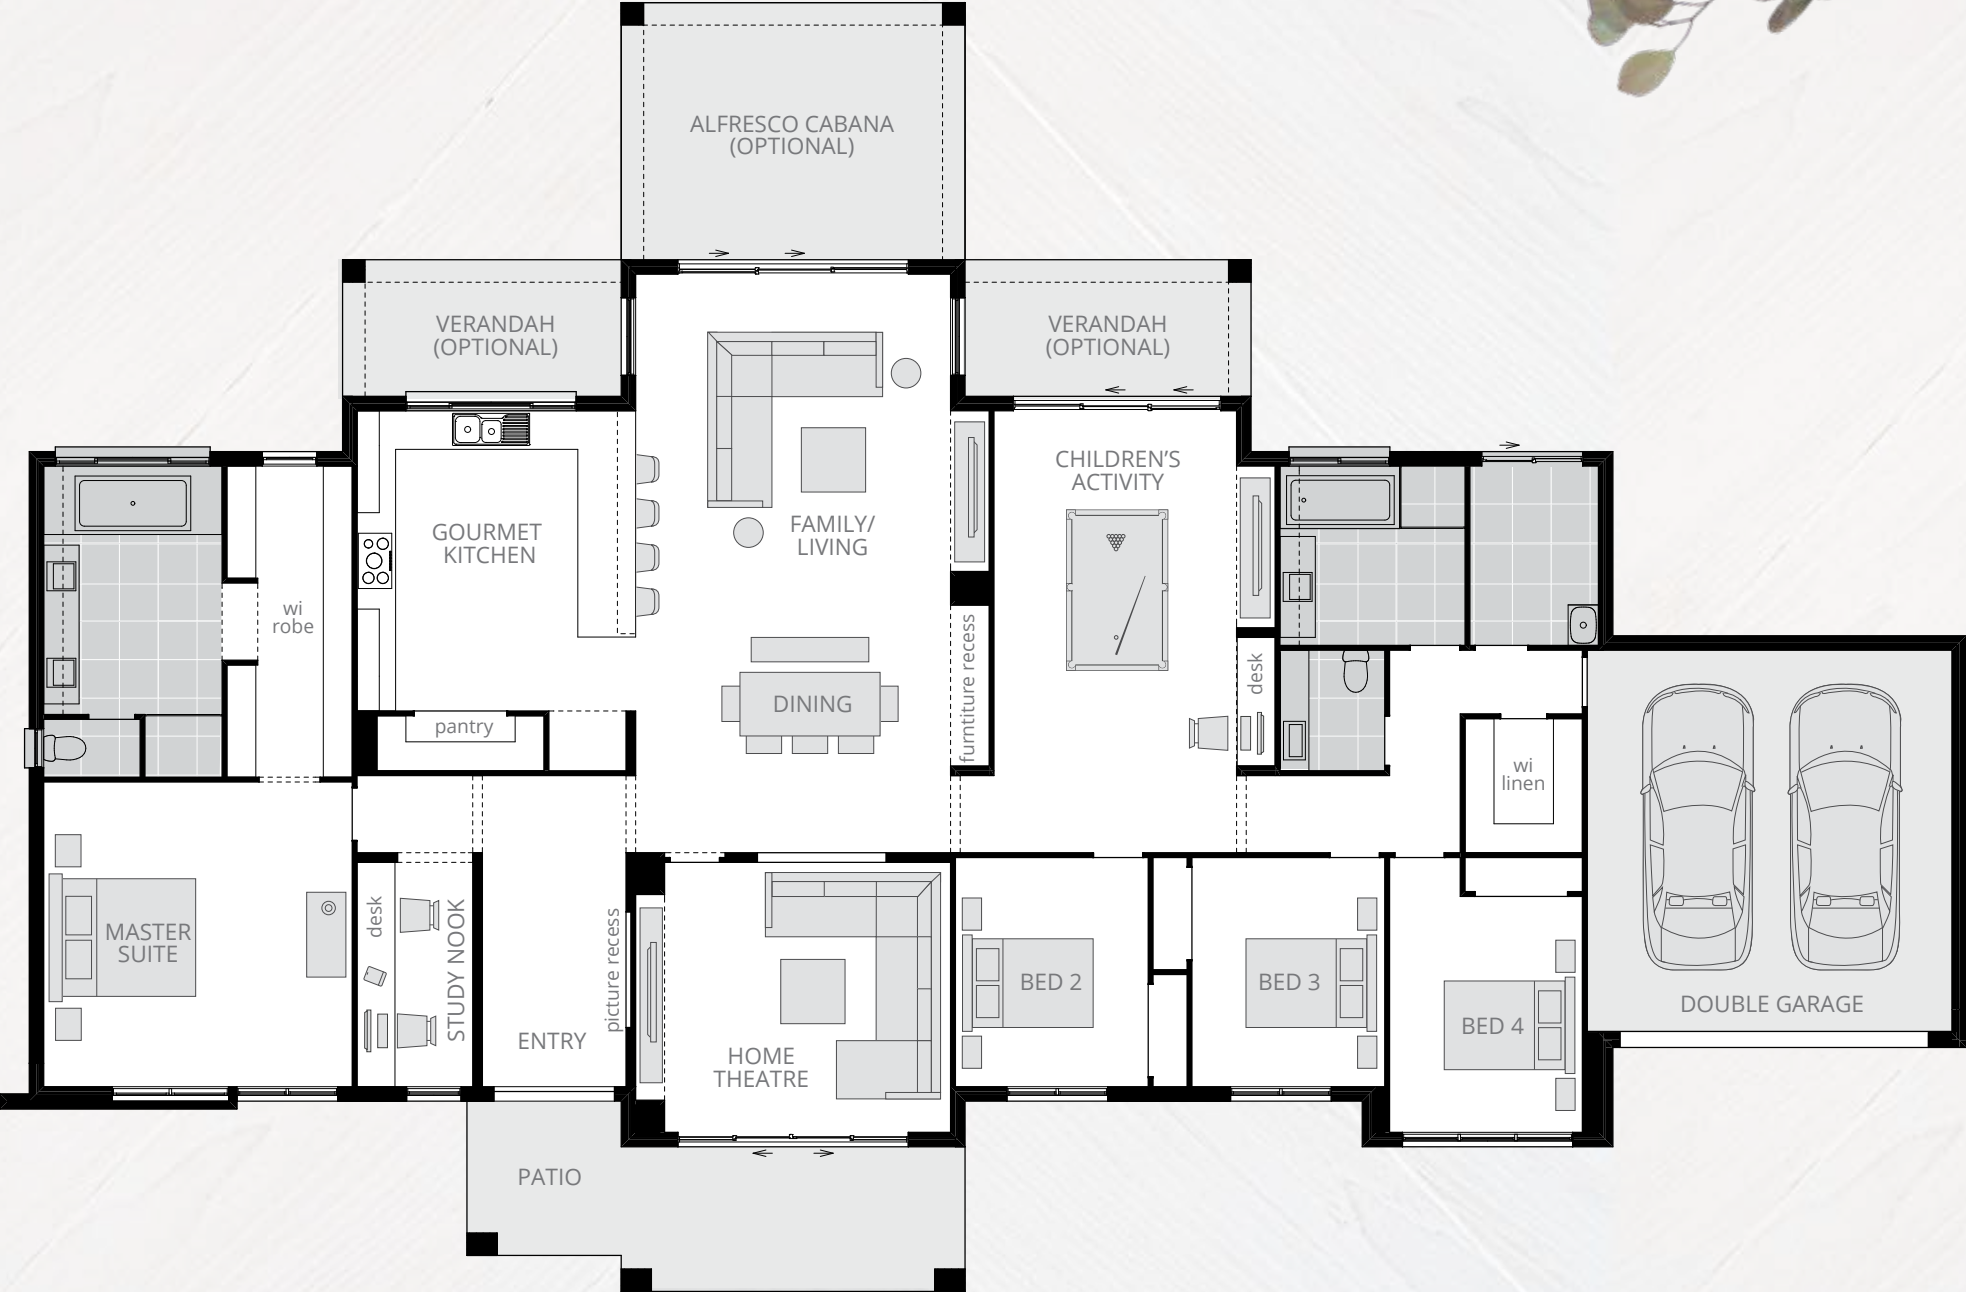 ALFRESCO CABANA
(OPTIONAL)
VERANDAH
(OPTIONAL)
VERANDAH
(OPTIONAL)
CHILDREN'S
ACTIVITY
GOURMET
KITCHEN
FAMILY/
LIVING
wi
robe
furntiture recess
desk
DINING
pantry
wi
linen
MASTER
SUITE
desk
STUDY NOOK
picture recess
ENTRY
HOME
THEATRE
BED 2
BED 3
BED 4
DOUBLE GARAGE
PATIO